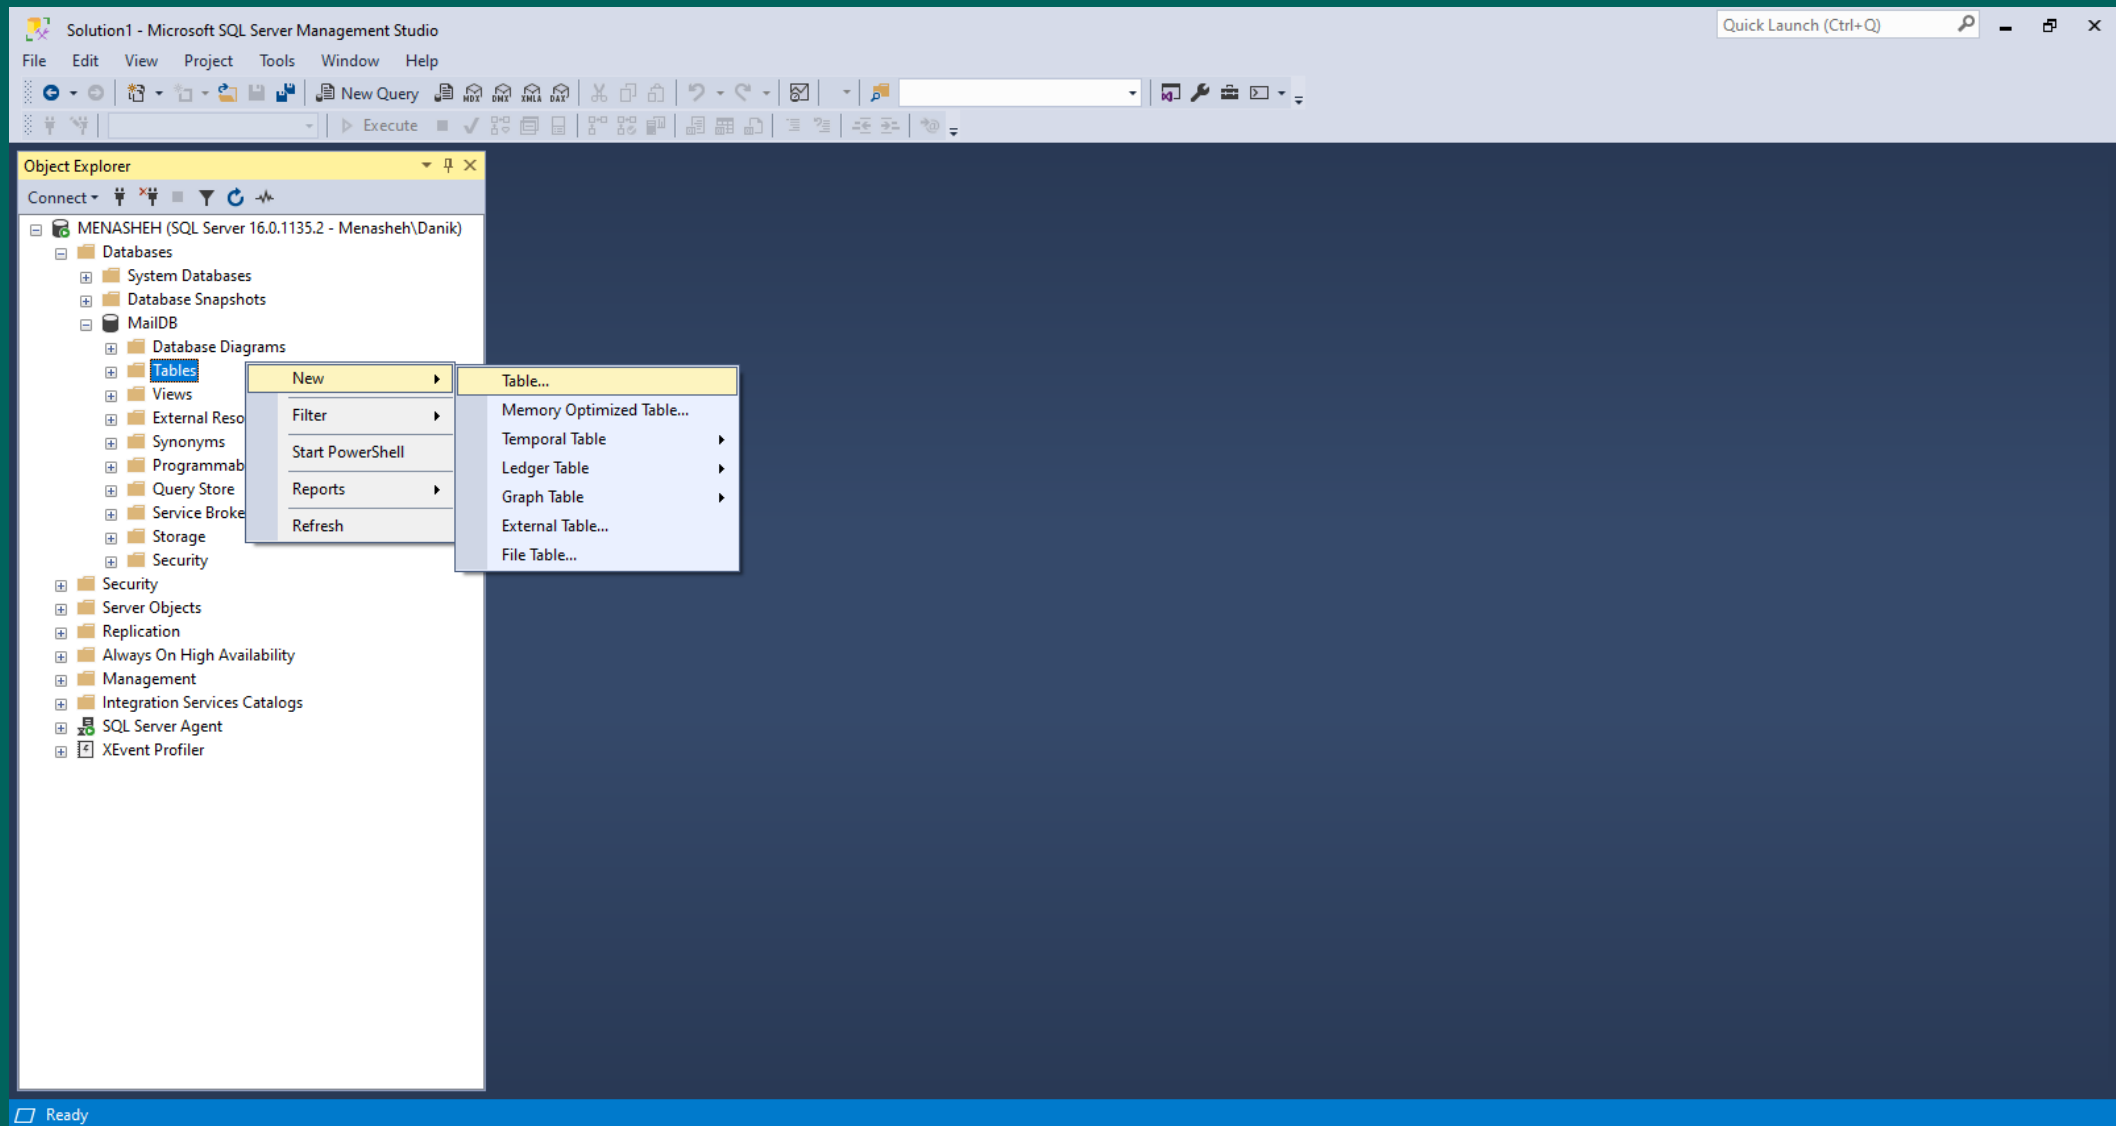 Solution1 - Microsoft SQL Server Management Studio
Quick Launch (Ctrl+Q)
File Edit View Project Tools Window Help
New Query MDX DMX XMLA DAX
Execute
Object Explorer
Connect
MENASHEH (SQL Server 16.0.1135.2 - Menasheh\Danik)
Databases
System Databases
Database Snapshots
MailDB
Database Diagrams
Tables
Views
External Reso
Synonyms
Programmab
Query Store
Service Broke
Storage
Security
Security
Server Objects
Replication
Always On High Availability
Management
Integration Services Catalogs
SQL Server Agent
XEvent Profiler
New
Filter
Start PowerShell
Reports
Refresh
Table...
Memory Optimized Table...
Temporal Table
Ledger Table
Graph Table
External Table...
File Table...
Ready